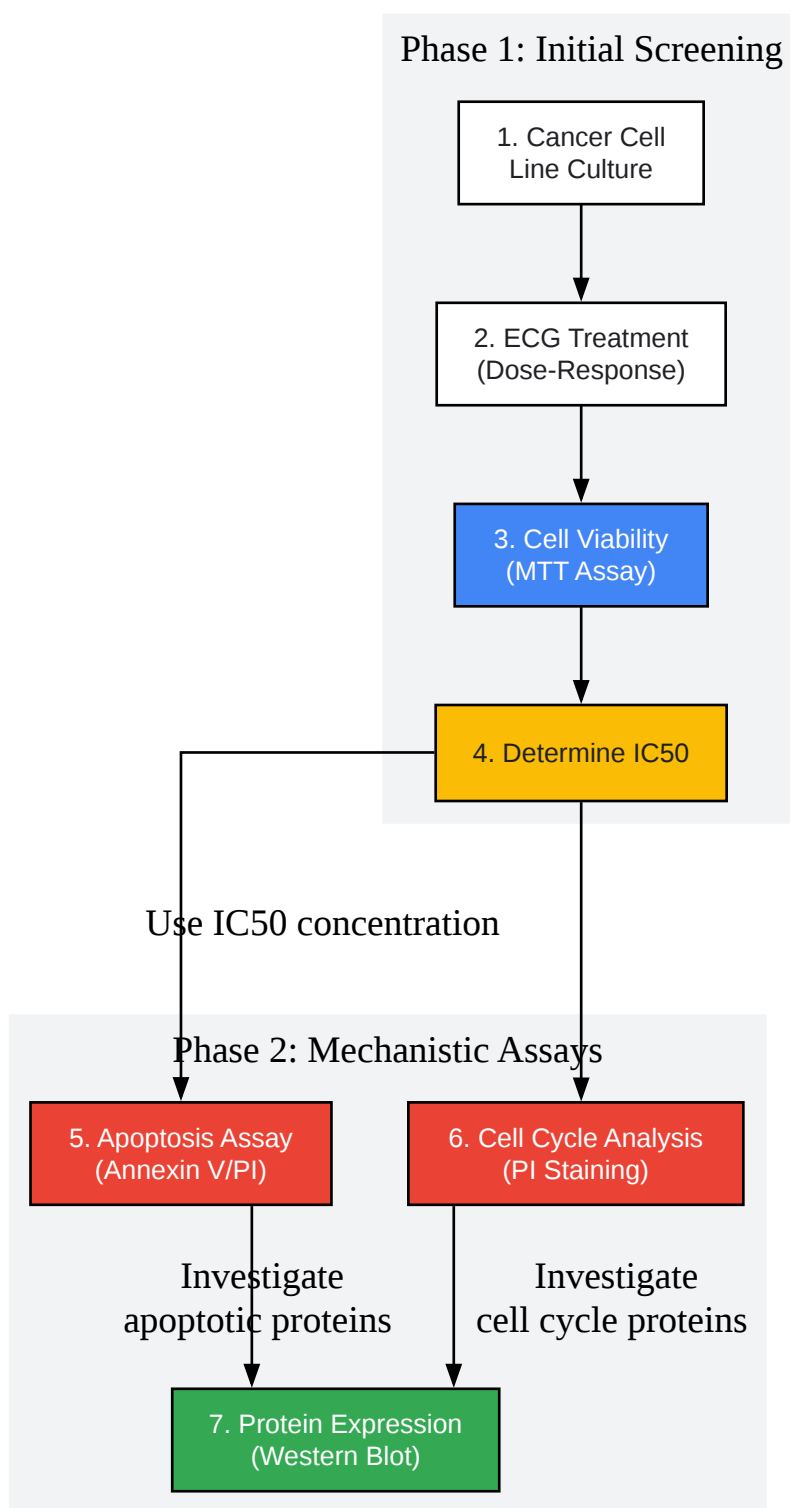 Phase 1: Initial Screening
1. Cancer Cell
Line Culture
2. ECG Treatment
(Dose-Response)
3. Cell Viability
(MTT Assay)
4. Determine IC50
Use IC50 concentration
Phase 2: Mechanistic Assays
5. Apoptosis Assay
(Annexin V/PI)
6. Cell Cycle Analysis
(PI Staining)
Investigate
apoptotic proteins
Investigate
cell cycle proteins
7. Protein Expression
(Western Blot)